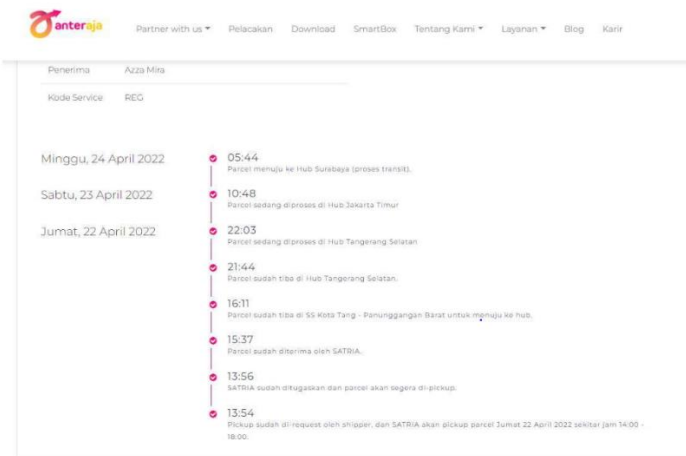 anteraja
Partner with us Pelacakan Download SmartBox Tentang Kami Layanan Blog Karir
Penerima Azza Mira
Kode Service REG
Minggu, 24 April 2022 05:44
Parcel menuju ke Hub Surabaya (proses transit).
Sabtu, 23 April 2022 10:48
Parcel sedang diproses di Hub Jakarta Timur
Jumat, 22 April 2022 22:03
Parcel sedang diproses di Hub Tangerang Selatan
21:44
Parcel sudah tiba di Hub Tangerang Selatan.
16:11
Parcel sudah tiba di SS Kota Tang - Panunggangan Barat untuk menuju ke hub.
15:37
Parcel sudah diterima oleh SATRIA.
13:56
SATRIA sudah ditugaskan dan parcel akan segera di-pickup.
13:54
Pickup sudah di-request oleh shipper, dan SATRIA akan pickup parcel Jumat 22 April 2022 sekitar jam 14:00 -
18:00.